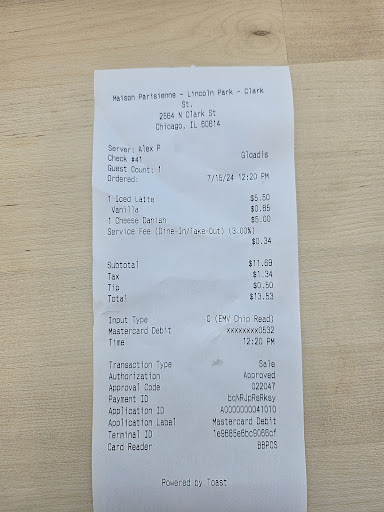 Maison Parisienne - Lincoln Park - Clark
St.
2564 N Clark St
Chicago, IL 60614
Server: Alex P
Check #41 Gloadis
Guest Count: 1
Ordered: 7/15/24 12:20 PM
1 Iced Latte $5.50
Vanilla $0.85
1 Cheese Danish $5.00
Service Fee (Dine-In/Take-Out) (3.00%)
$0.34
Subtotal $11.69
Tax $1.34
Tip $0.50
Total $13.53
Input Type C (EMV Chip Read)
Mastercard Debit xxxxxxxx0532
Time 12:20 PM
Transaction Type Sale
Authorization Approved
Approval Code 022047
Payment ID
Application ID A0000000041010
Application Label Mastercard Debit
Terminal ID
Card Reader BBPOS
Powered by Toast